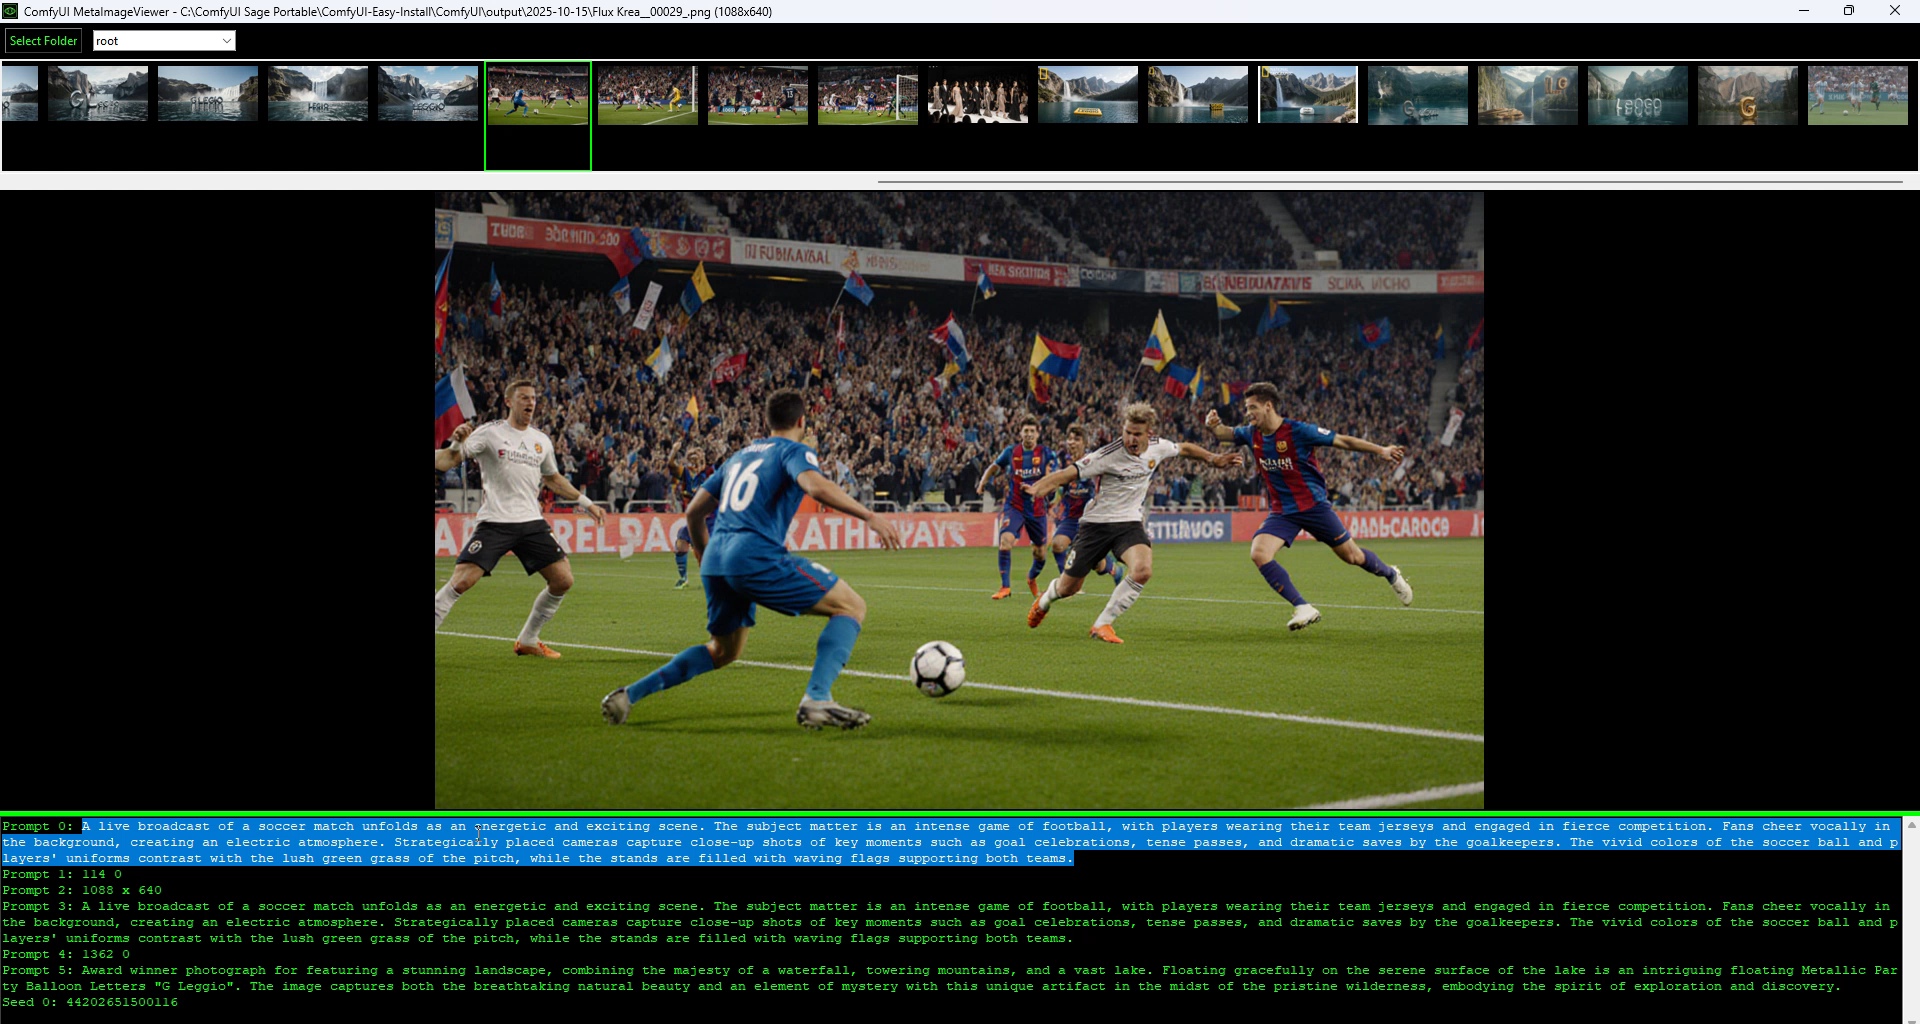 ComfyUI MetaImageViewer - C:\ComfyUI Sage Portable\ComfyUI-Easy-Install\ComfyUI\output\2025-10-15\Flux Krea__00029_.png (1088x640)
Select Folder
root
16
Prompt 0: A live broadcast of a soccer match unfolds as an energetic and exciting scene. The subject matter is an intense game of football, with players wearing their team jerseys and engaged in fierce competition. Fans cheer vocally in
the background, creating an electric atmosphere. Strategically placed cameras capture close-up shots of key moments such as goal celebrations, tense passes, and dramatic saves by the goalkeepers. The vivid colors of the soccer ball and p
layers' uniforms contrast with the lush green grass of the pitch, while the stands are filled with waving flags supporting both teams.
Prompt 1: 114 0
Prompt 2: 1088 x 640
Prompt 3: A live broadcast of a soccer match unfolds as an energetic and exciting scene. The subject matter is an intense game of football, with players wearing their team jerseys and engaged in fierce competition. Fans cheer vocally in
the background, creating an electric atmosphere. Strategically placed cameras capture close-up shots of key moments such as goal celebrations, tense passes, and dramatic saves by the goalkeepers. The vivid colors of the soccer ball and p
layers' uniforms contrast with the lush green grass of the pitch, while the stands are filled with waving flags supporting both teams.
Prompt 4: 1362 0
Prompt 5: Award winner photograph for featuring a stunning landscape, combining the majesty of a waterfall, towering mountains, and a vast lake. Floating gracefully on the serene surface of the lake is an intriguing floating Metallic Par
ty Balloon Letters "G Leggio". The image captures both the breathtaking natural beauty and an element of mystery with this unique artifact in the midst of the pristine wilderness, embodying the spirit of exploration and discovery.
Seed 0: 44202651500116